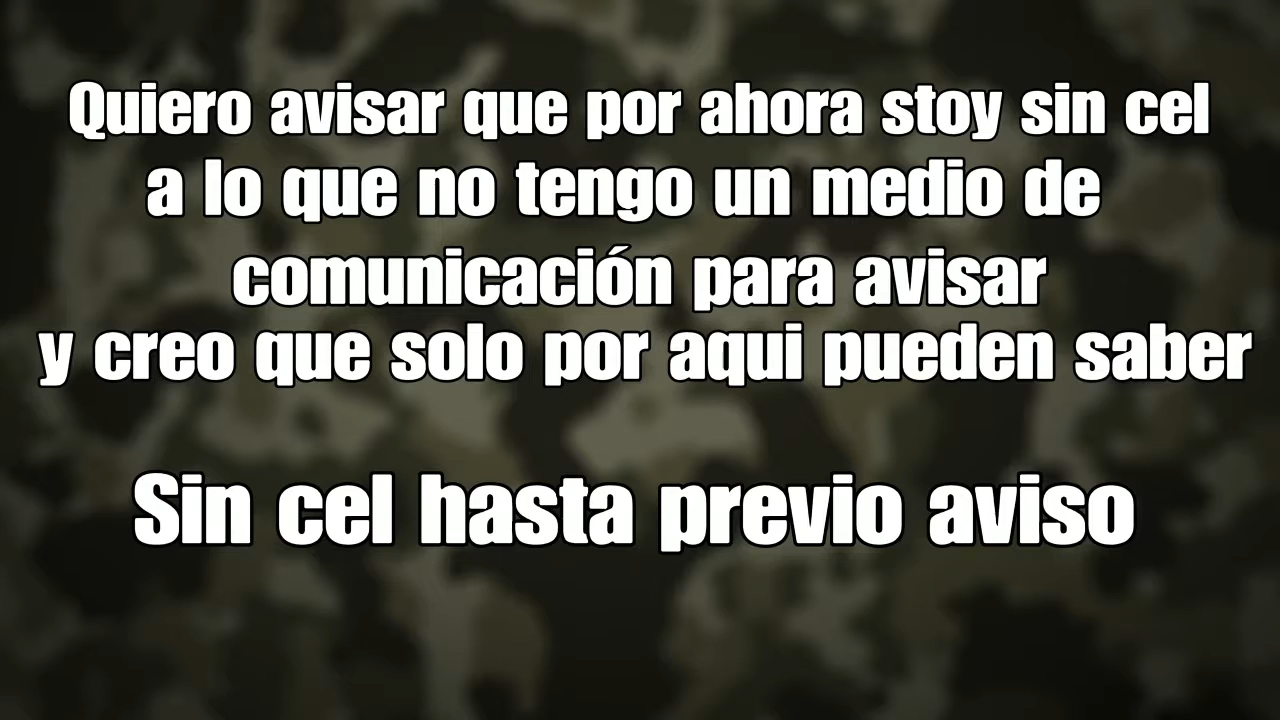 Quiero avisar que por ahora stoy sin cel
a lo que no tengo un medio de
comunicación para avisar
y creo que solo por aqui pueden saber
Sin cel hasta previo aviso